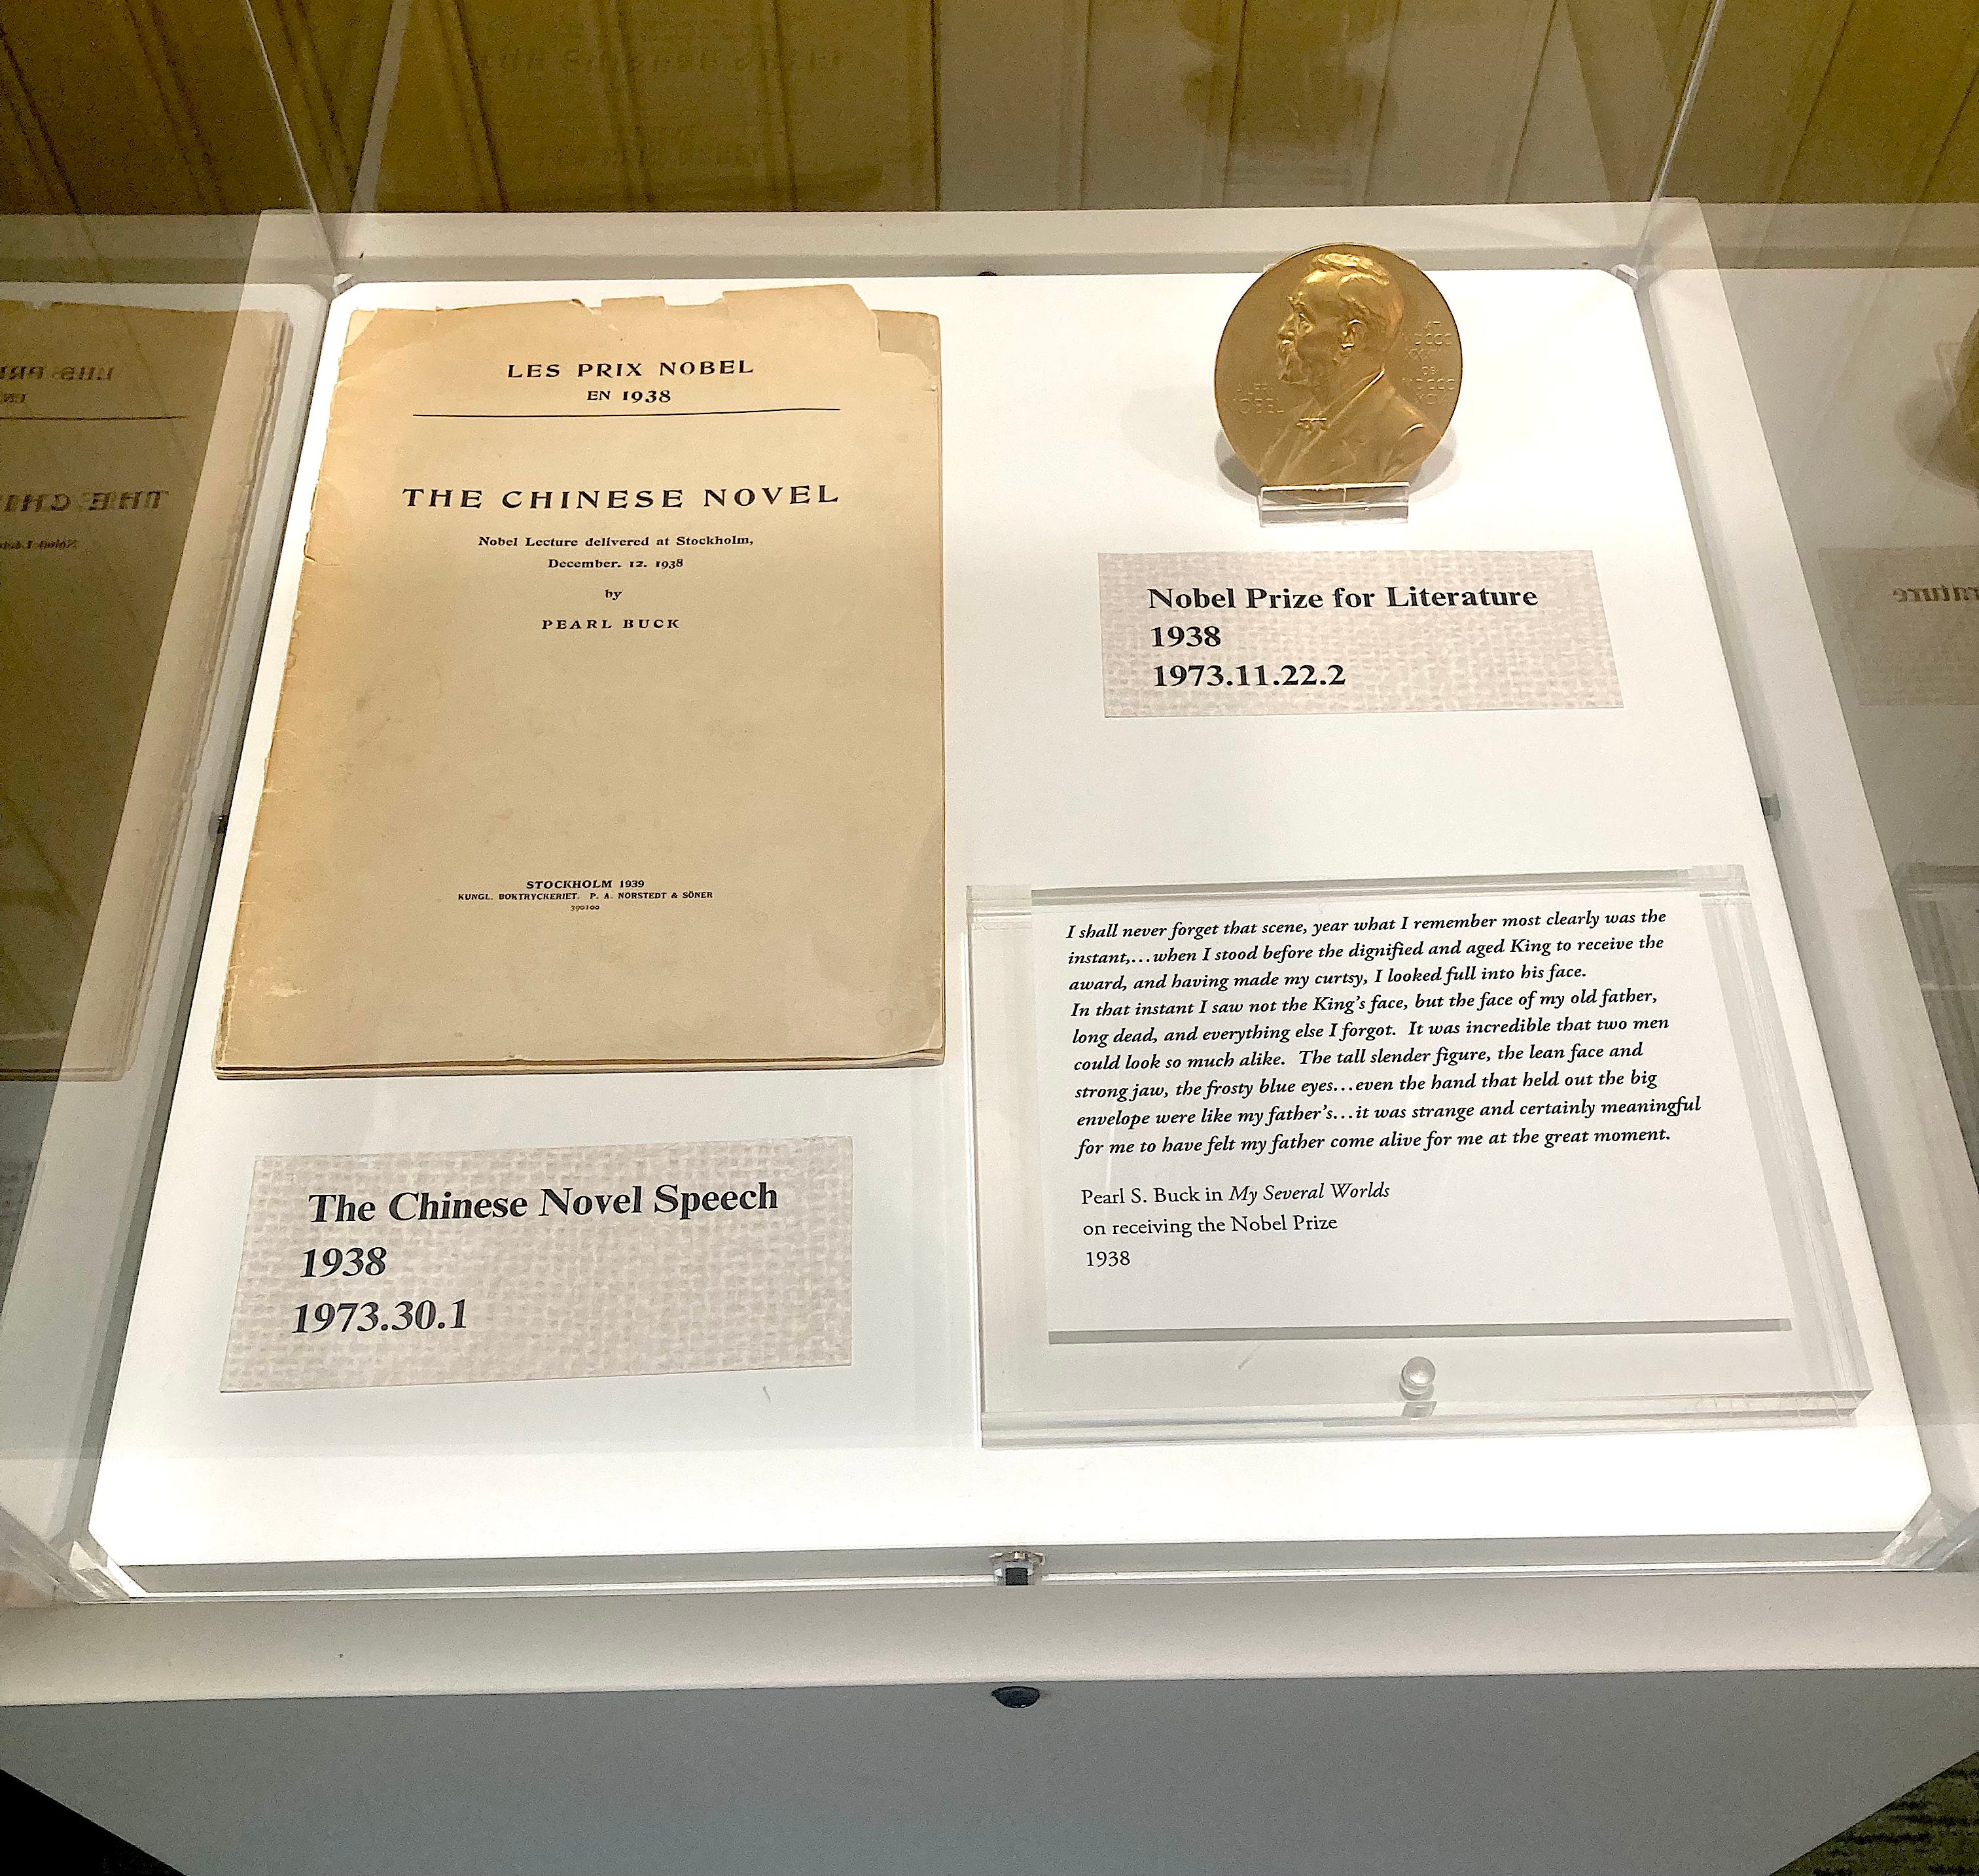 LES PRIX NOBEL
EN 1938
THE CHINESE NOVEL
Nobel Lecture delivered at Stockholm,
December. 12. 1938
by
PEARL BUCK
STOCKHOLM 1939
KUNGL. BOKTRYCKERIET. P. A. NORSTEDT & SÖNER
390100
The Chinese Novel Speech
1938
1973.30.1
Nobel Prize for Literature
1938
1973.11.22.2
I shall never forget that scene, year what I remember most clearly was the
instant,...when I stood before the dignified and aged King to receive the
award, and having made my curtsy, I looked full into his face.
In that instant I saw not the King's face, but the face of my old father,
long dead, and everything else I forgot. It was incredible that two men
could look so much alike. The tall slender figure, the lean face and
strong jaw, the frosty blue eyes...even the hand that held out the big
envelope were like my father's...it was strange and certainly meaningful
for me to have felt my father come alive for me at the great moment.
Pearl S. Buck in My Several Worlds
on receiving the Nobel Prize
1938